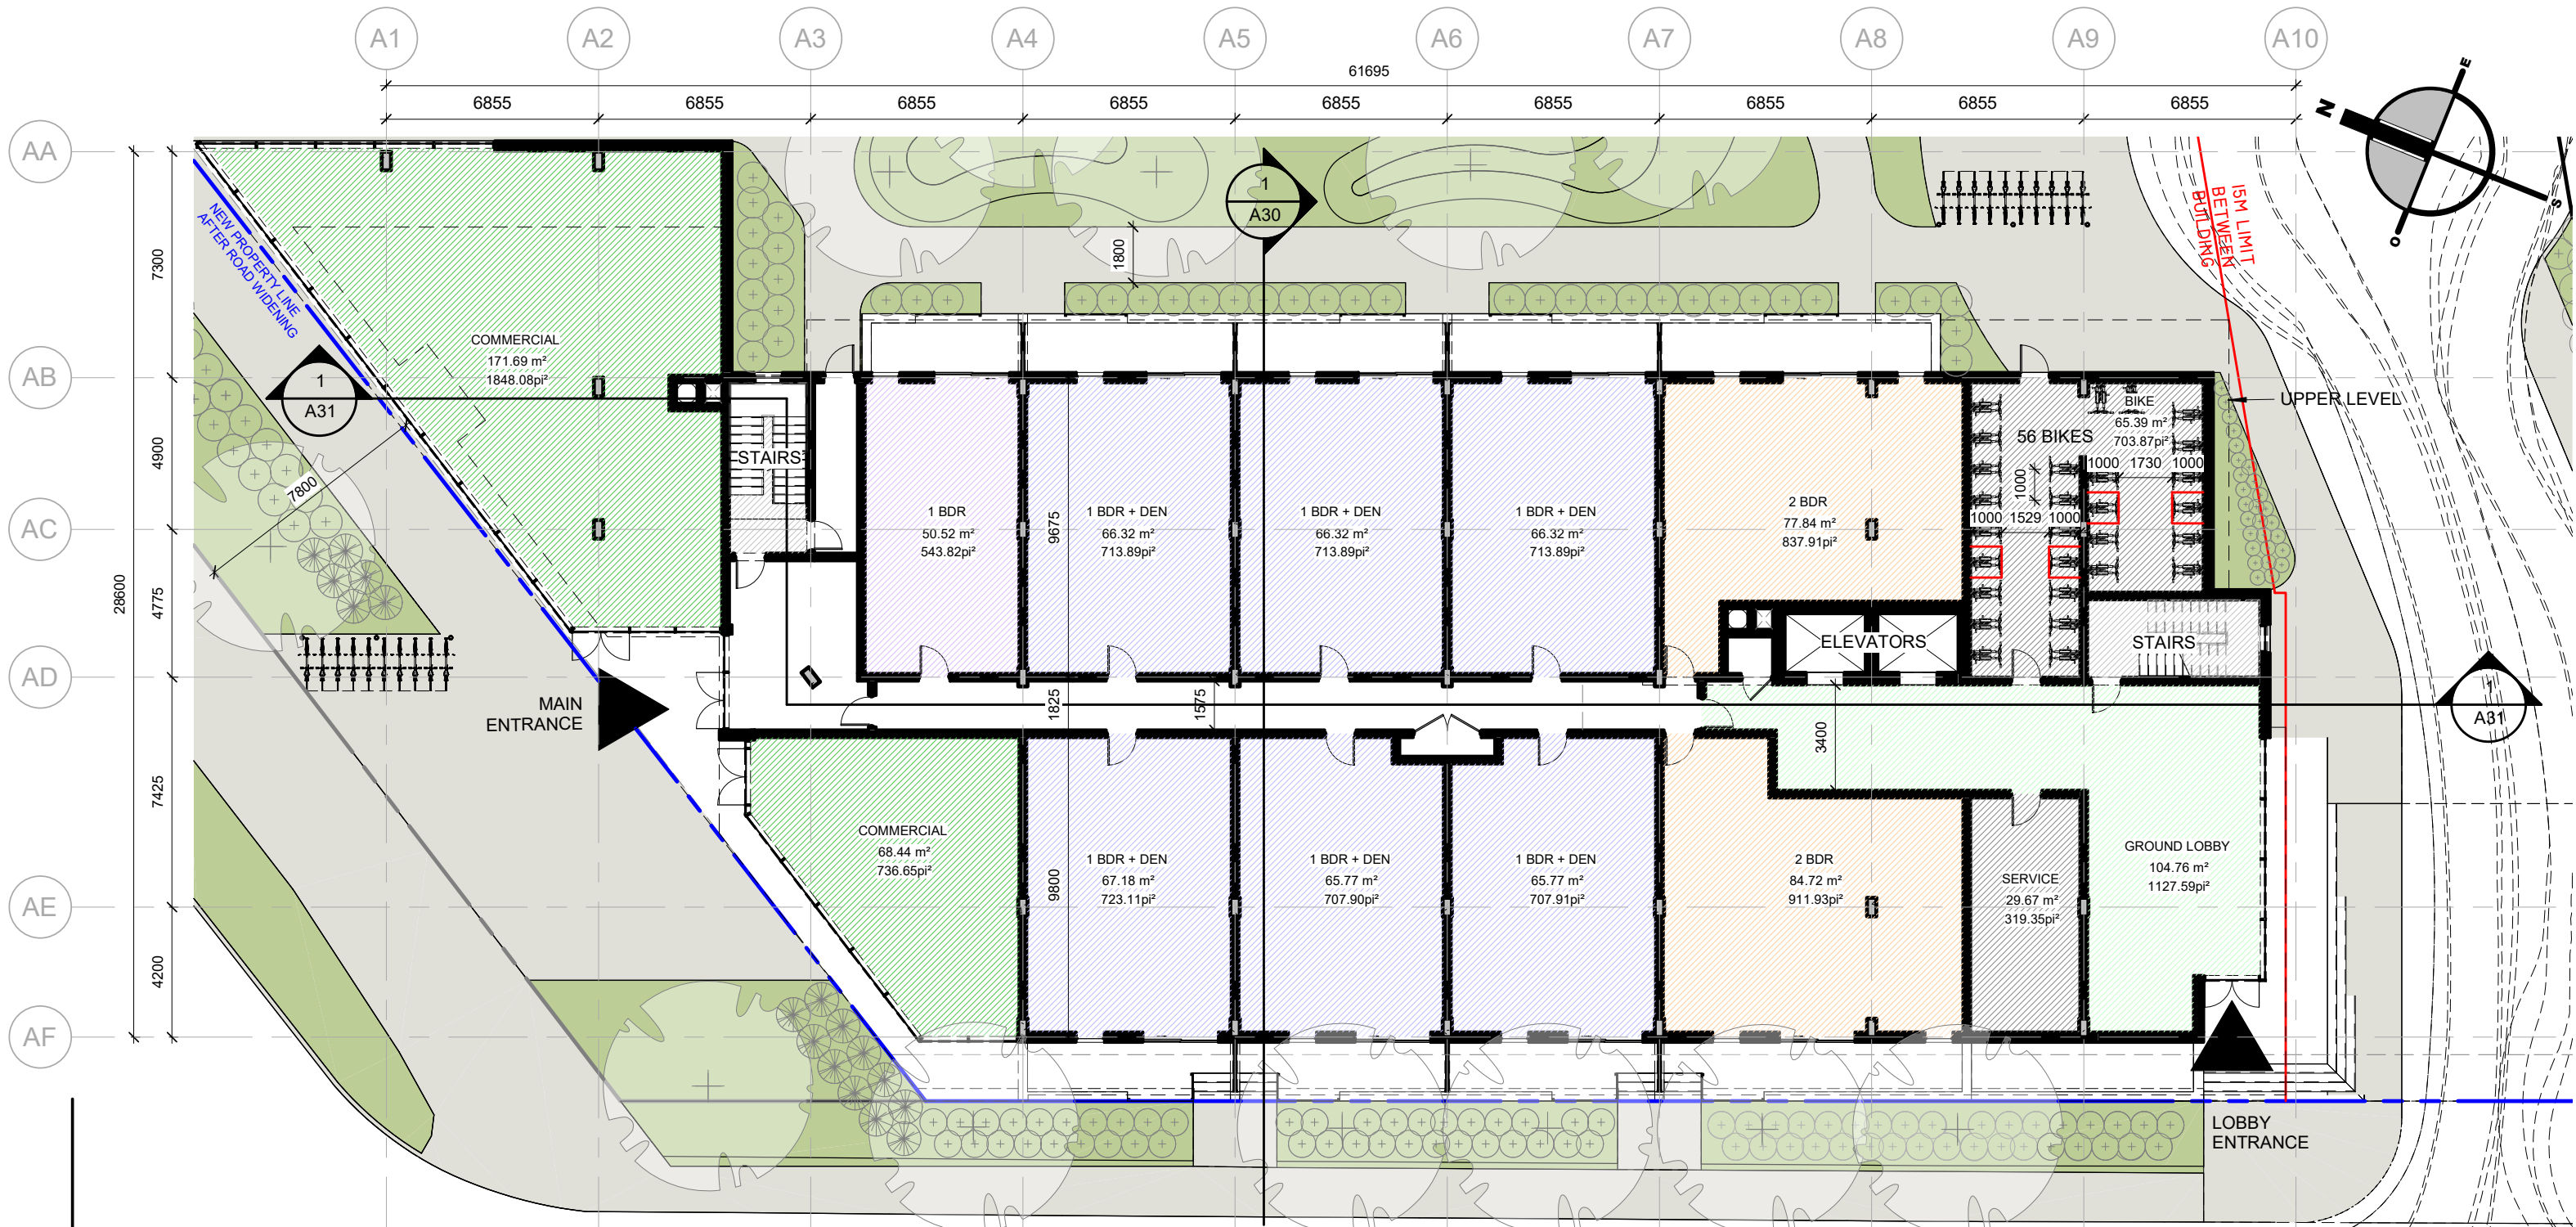 A1 A2 A3 A4 A5 A6 A7 A8 A9 A10
61695
6855 6855 6855 6855 6855 6855 6855 6855 6855
AA
AB
AC
AD
AE
AF
28600
7300
4900
4775
7425
4200
N
E
S
O
NEW PROPERTY LINE
AFTER ROAD WIDENING
15M LIMIT
BETWEEN
BUILDING
1
A30
1800
COMMERCIAL
171.69 m²
1848.08pi²
1
A31
7800
STAIRS
1 BDR
50.52 m²
543.82pi²
9675
1 BDR + DEN
66.32 m²
713.89pi²
1 BDR + DEN
66.32 m²
713.89pi²
1 BDR + DEN
66.32 m²
713.89pi²
2 BDR
77.84 m²
837.91pi²
56 BIKES
BIKE
65.39 m²
703.87pi²
1000 1730 1000
1000
1000 1529 1000
UPPER LEVEL
ELEVATORS
STAIRS
MAIN
ENTRANCE
1825
1575
3400
1
A31
COMMERCIAL
68.44 m²
736.65pi²
9800
1 BDR + DEN
67.18 m²
723.11pi²
1 BDR + DEN
65.77 m²
707.90pi²
1 BDR + DEN
65.77 m²
707.91pi²
2 BDR
84.72 m²
911.93pi²
SERVICE
29.67 m²
319.35pi²
GROUND LOBBY
104.76 m²
1127.59pi²
LOBBY
ENTRANCE